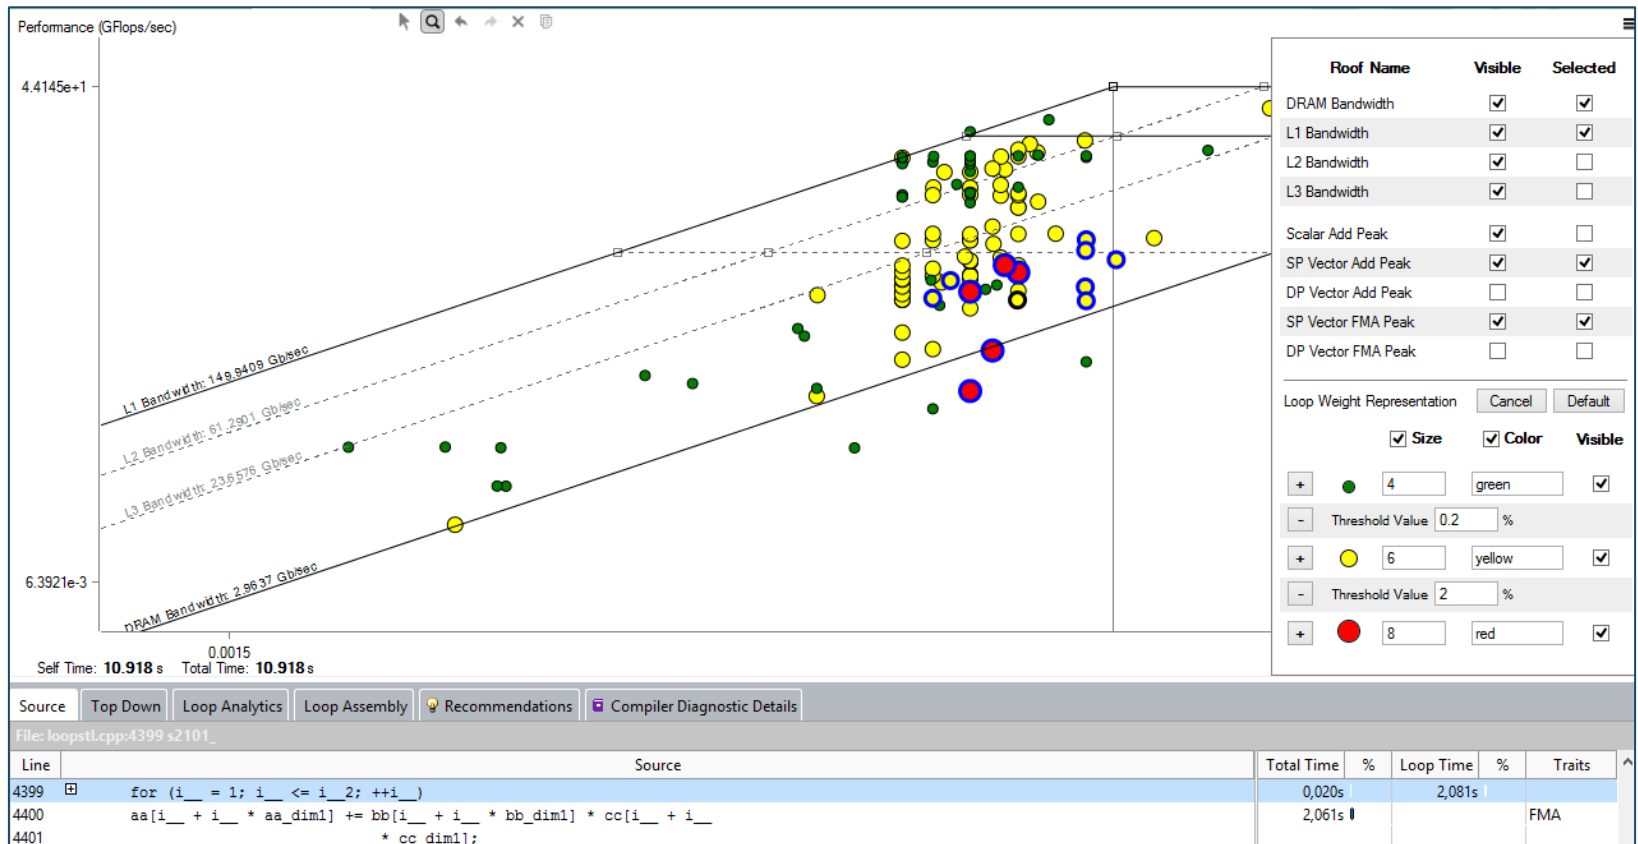 Performance (GFlops/sec)
4.4145e+1
6.3921e-3
0.0015
L1 Bandwidth: 149.9409 Gb/sec
L2 Bandwidth: 61.2901 Gb/sec
L3 Bandwidth: 23.6576 Gb/sec
DRAM Bandwidth: 2.9637 Gb/sec
Self Time: 10.918 s Total Time: 10.918 s
Roof Name Visible Selected
DRAM Bandwidth
L1 Bandwidth
L2 Bandwidth
L3 Bandwidth
Scalar Add Peak
SP Vector Add Peak
DP Vector Add Peak
SP Vector FMA Peak
DP Vector FMA Peak
Loop Weight Representation Cancel Default
Size Color Visible
+ 4 green
- Threshold Value 0.2 %
+ 6 yellow
- Threshold Value 2 %
+ 8 red
Source Top Down Loop Analytics Loop Assembly Recommendations Compiler Diagnostic Details
File: loopstl.cpp:4399 s2101_
Line Source Total Time % Loop Time % Traits
4399 for (i__ = 1; i__ <= i__2; ++i__) 0,020s 2,081s
4400 aa[i__ + i__ * aa_dim1] += bb[i__ + i__ * bb_dim1] * cc[i__ + i__ 2,061s FMA
4401 * cc_dim1];